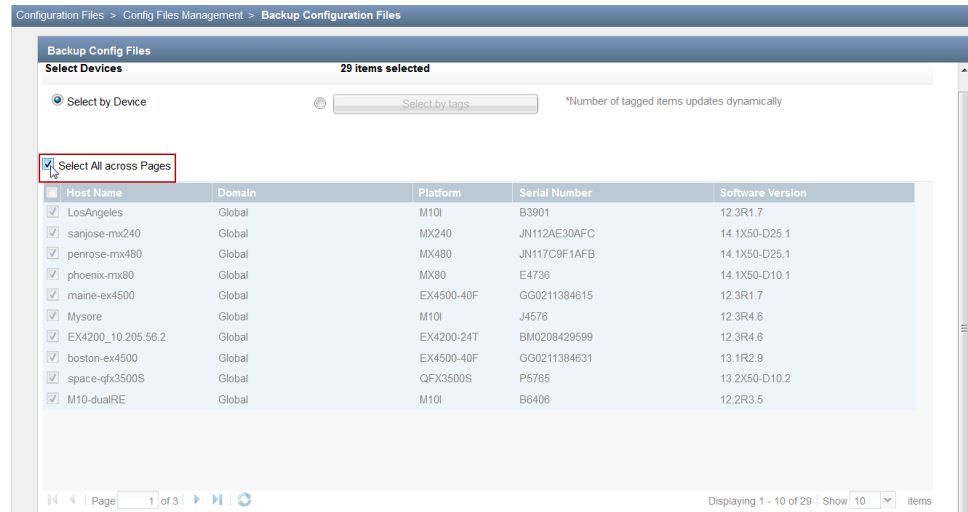 Configuration Files > Config Files Management > Backup Configuration Files
Backup Config Files
Select Devices 29 items selected
Select by Device Select by tags *Number of tagged items updates dynamically
Select All across Pages
Host Name Domain Platform Serial Number Software Version
LosAngeles Global M10I B3901 12.3R1.7
sanjose-mx240 Global MX240 JN112AE30AFC 14.1X50-D25.1
penrose-mx480 Global MX480 JN117C9F1AFB 14.1X50-D25.1
phoenix-mx80 Global MX80 E4736 14.1X50-D10.1
maine-ex4500 Global EX4500-40F GG0211384615 12.3R1.7
Mysore Global M10I J4576 12.3R4.6
EX4200_10.205.56.2 Global EX4200-24T BM0208429599 12.3R4.6
boston-ex4500 Global EX4500-40F GG0211384631 13.1R2.9
space-qfx3500S Global QFX3500S P5765 13.2X50-D10.2
M10-dualRE Global M10I B6406 12.2R3.5
Page 1 of 3 Displaying 1 - 10 of 29 Show 10 items